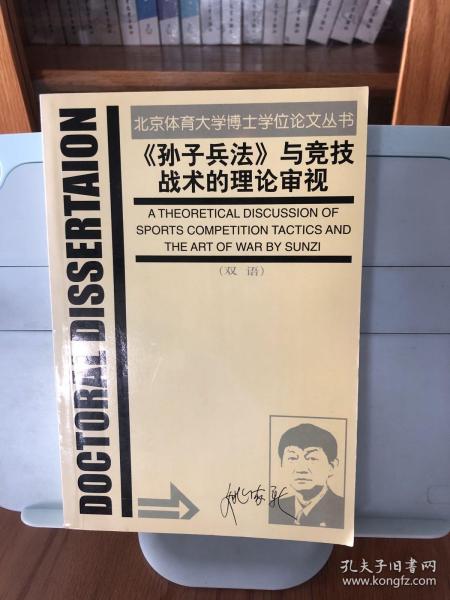 北京体育大学博士学位论文丛书
《孙子兵法》与竞技
战术的理论审视
A THEORETICAL DISCUSSION OF
SPORTS COMPETITION TACTICS AND
THE ART OF WAR BY SUNZI
(双 语)
DOCTORAL DISSERTAION
孔夫子旧书网
www.kongfz.com